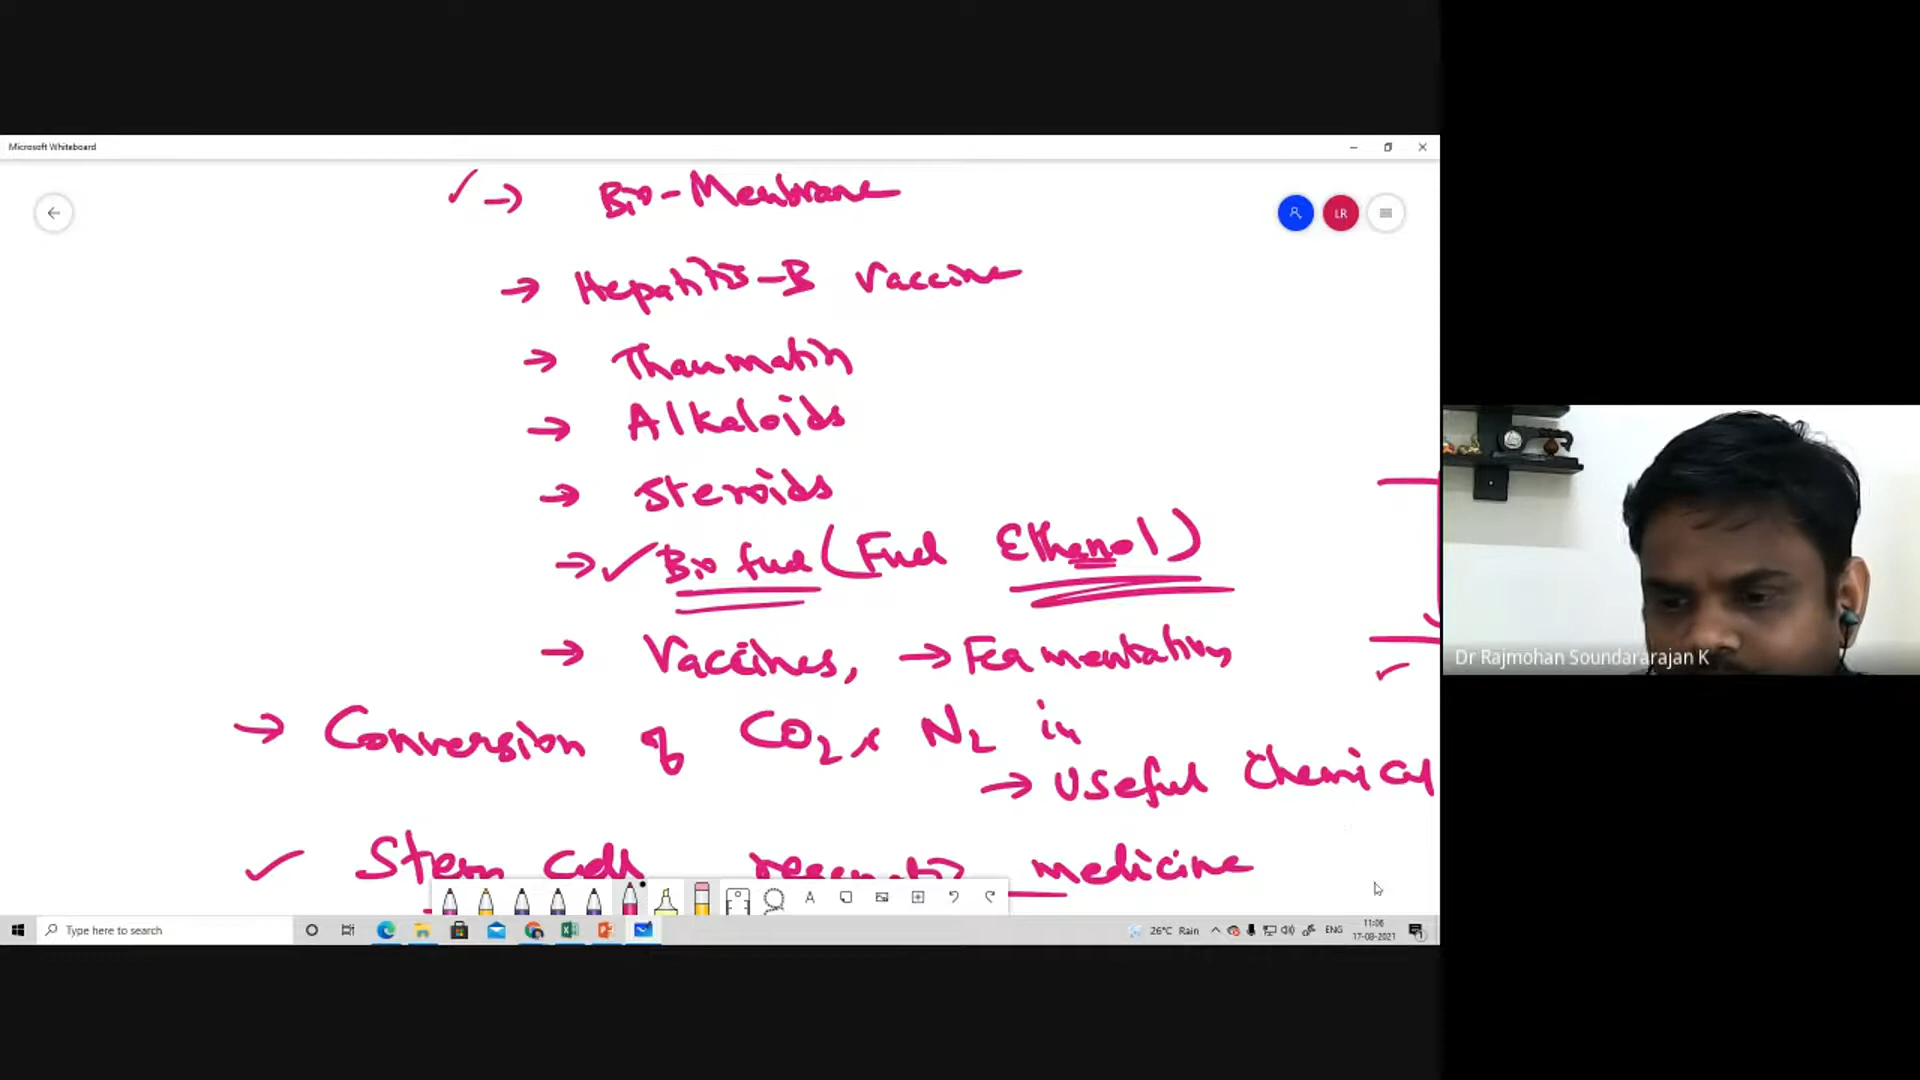 Microsoft Whiteboard
✓ → Bio-Membrane
LR
→ Hepatitis-B Vaccine
→ Thaumatin
→ Alkaloids
→ Steroids
→ ✓ Bio fuel (Fuel Ethanol)
→ Vaccines, → Fermentation,
Dr Rajmohan Soundararajan K
→ Conversion of CO2 & N2 in
→ Useful Chemical
✓ Stem Cell medicine
Type here to search
26°C Rain
ENG
11:06
17-08-2021